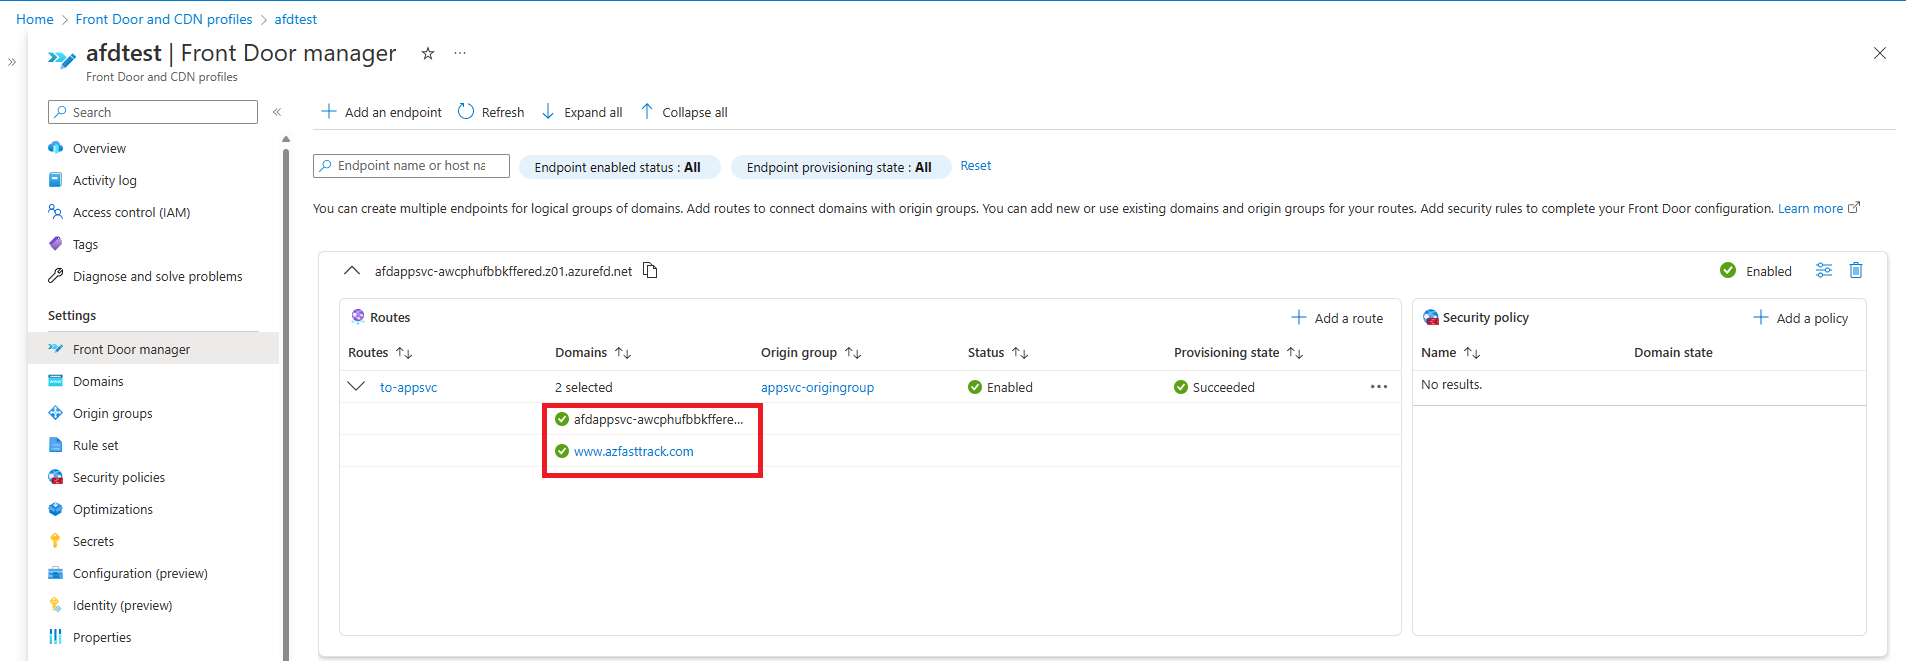 Home > Front Door and CDN profiles > afdtest
afdtest | Front Door manager
Front Door and CDN profiles
Search
Overview
Activity log
Access control (IAM)
Tags
Diagnose and solve problems
Settings
Front Door manager
Domains
Origin groups
Rule set
Security policies
Optimizations
Secrets
Configuration (preview)
Identity (preview)
Properties
Add an endpoint Refresh Expand all Collapse all
Endpoint name or host na Endpoint enabled status : All Endpoint provisioning state : All Reset
You can create multiple endpoints for logical groups of domains. Add routes to connect domains with origin groups. You can add new or use existing domains and origin groups for your routes. Add security rules to complete your Front Door configuration. Learn more
afdappsvc-awcphufbbkffered.z01.azurefd.net Enabled
Routes Add a route
Routes Domains Origin group Status Provisioning state
to-appsvc 2 selected appsvc-origingroup Enabled Succeeded
afdappsvc-awcphufbbkffere...
www.azfasttrack.com
Security policy Add a policy
Name Domain state
No results.